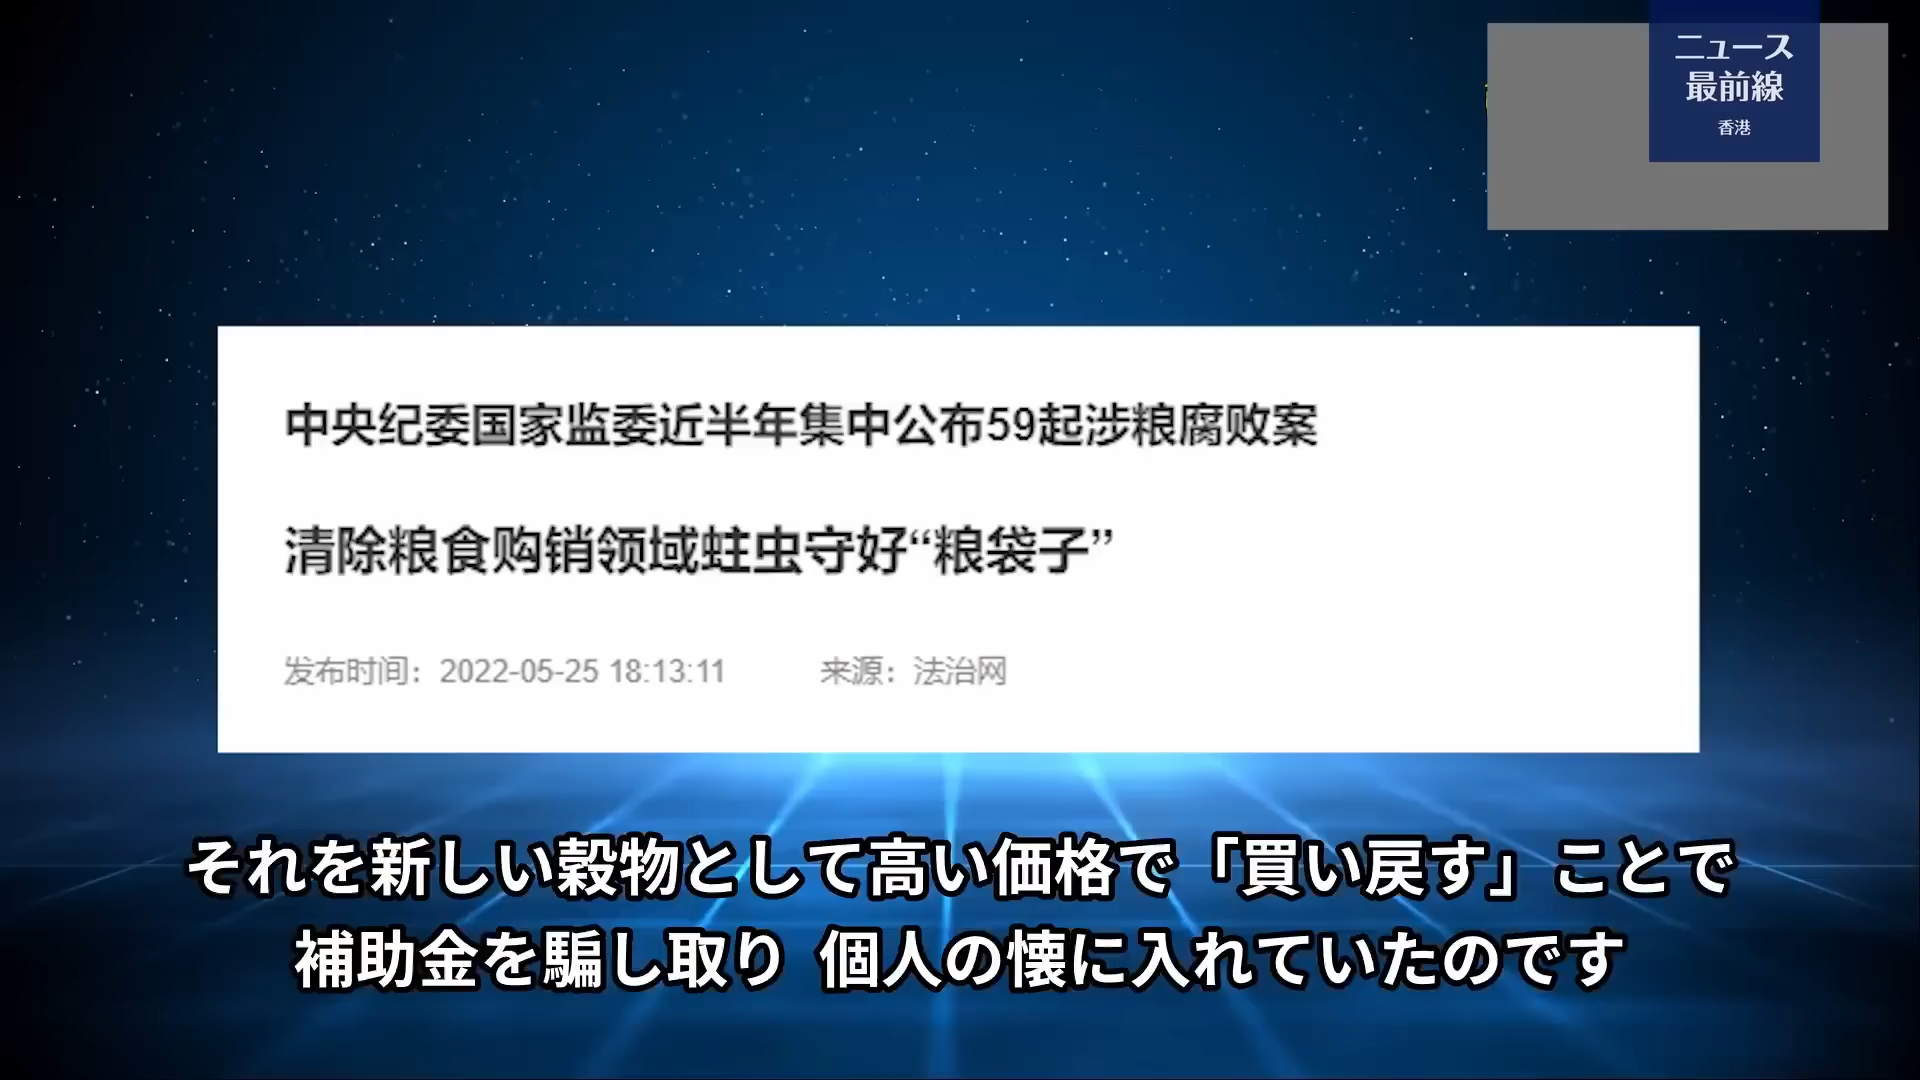 ニュース
最前線
香港
中央纪委国家监委近半年集中公布59起涉粮腐败案
清除粮食购销领域蛀虫守好“粮袋子”
发布时间：2022-05-25 18:13:11 来源：法治网
それを新しい穀物として高い価格で「買い戻す」ことで
補助金を騙し取り 個人の懐に入れていたのです